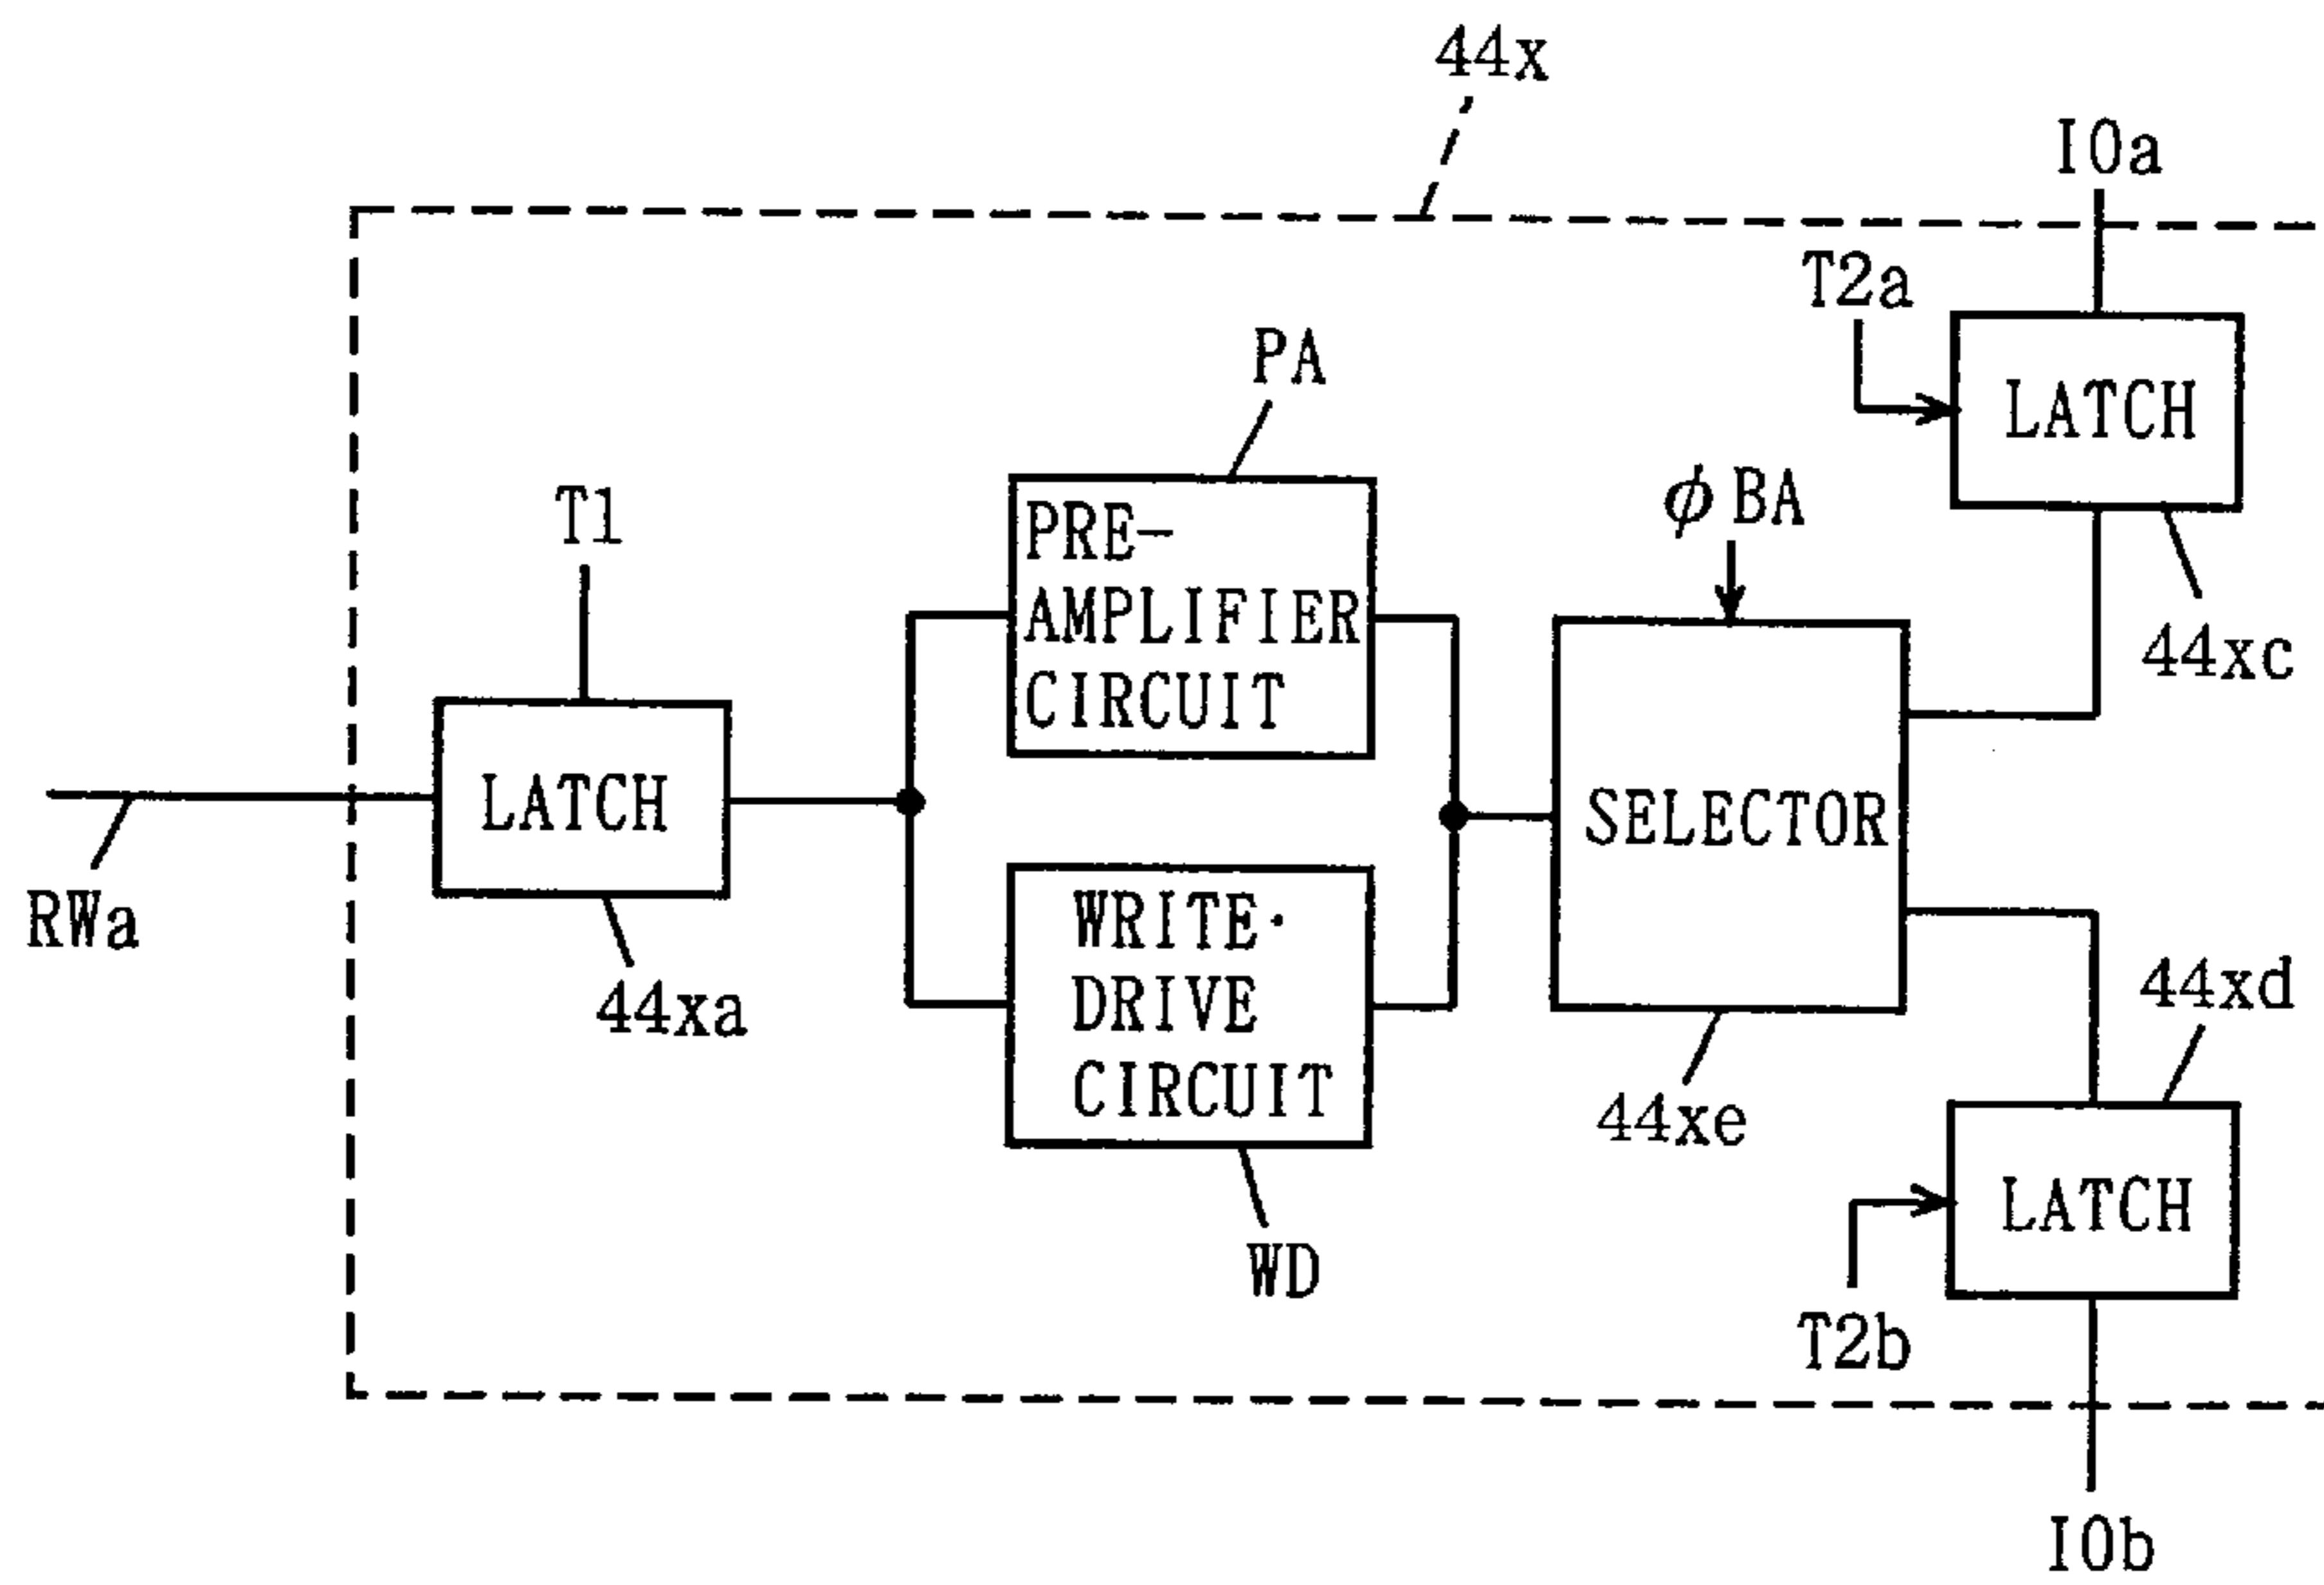 44x
IOa
T2a
LATCH
44xc
PA
PRE-
AMPLIFIER
CIRCUIT
φBA
T1
LATCH
RWa
44xa
SELECTOR
44xe
WRITE·
DRIVE
CIRCUIT
WD
44xd
LATCH
T2b
IOb